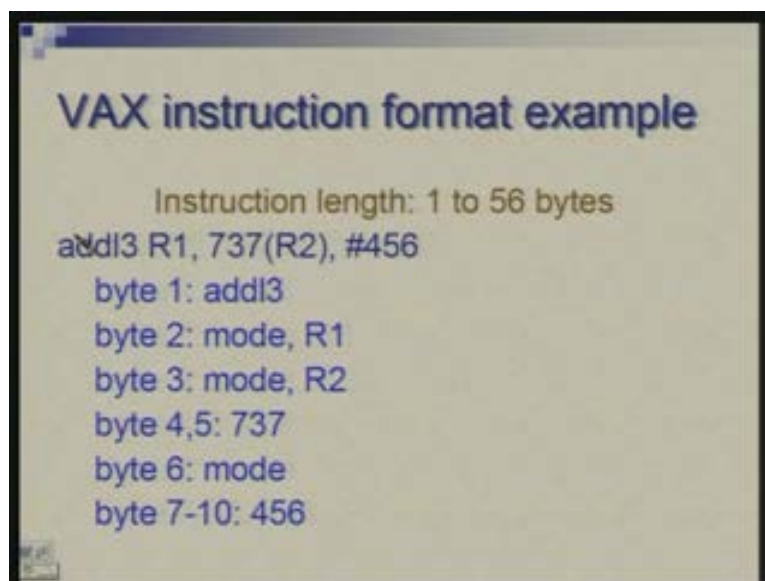 VAX instruction format example
Instruction length: 1 to 56 bytes
addl3 R1, 737(R2), #456
byte 1: addl3
byte 2: mode, R1
byte 3: mode, R2
byte 4,5: 737
byte 6: mode
byte 7-10: 456